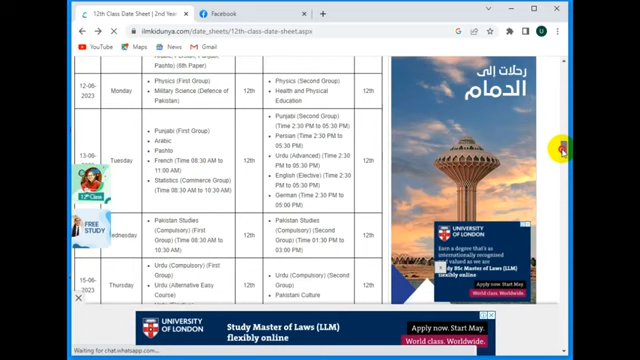 12th Class Date Sheet | 2nd Year
Facebook
ilmkidunya.com/date_sheets/12th-class-date-sheet.aspx
YouTube
Maps
News
Gmail
Pashto) (6th Paper)
12-06-2023
Monday
• Physics (First Group)
• Military Science (Defence of Pakistan)
12th
• Physics (Second Group)
• Health and Physical Education
12th
13-06-
Tuesday
• Punjabi (First Group)
• Arabic
• Pashto
• French (Time 08:30 AM to 11:00 AM)
• Statistics (Commerce Group) (Time 08:30 AM to 10:30 AM)
12th
• Punjabi (Second Group) (Time 2:30 PM to 05:30 PM)
• Persian (Time 2:30 PM to 05:30 PM)
• Urdu (Advanced) (Time 2:30 PM to 05:30 PM)
• English (Elective) (Time 2:30 PM to 05:30 PM)
• German (Time 2:30 PM to 05:00 PM)
12th
ednesday
• Pakistan Studies (Compulsory) (First Group) (Time 08:30 AM to 10:30 AM)
12th
• Pakistan Studies (Compulsory) (Second Group) (Time 01:30 PM to 03:00 PM)
12th
15-06-
Thursday
• Urdu (Compulsory) (First Group)
• Urdu (Alternative Easy Course)
12th
• Urdu (Compulsory) (Second Group)
• Pakistan Culture
12th
12th Class
FREE STUDY
رحلات إلى
الدمام
UNIVERSITY OF LONDON
Earn a degree that's as
internationally recognised
and valued as we are
Study BSc Master of Laws (LLM)
flexibly online
Apply now. Start May.
World class. Worldwide.
UNIVERSITY OF LONDON
Study Master of Laws (LLM)
flexibly online
Apply now. Start May.
World class. Worldwide.
Waiting for chat.whatsapp.com...